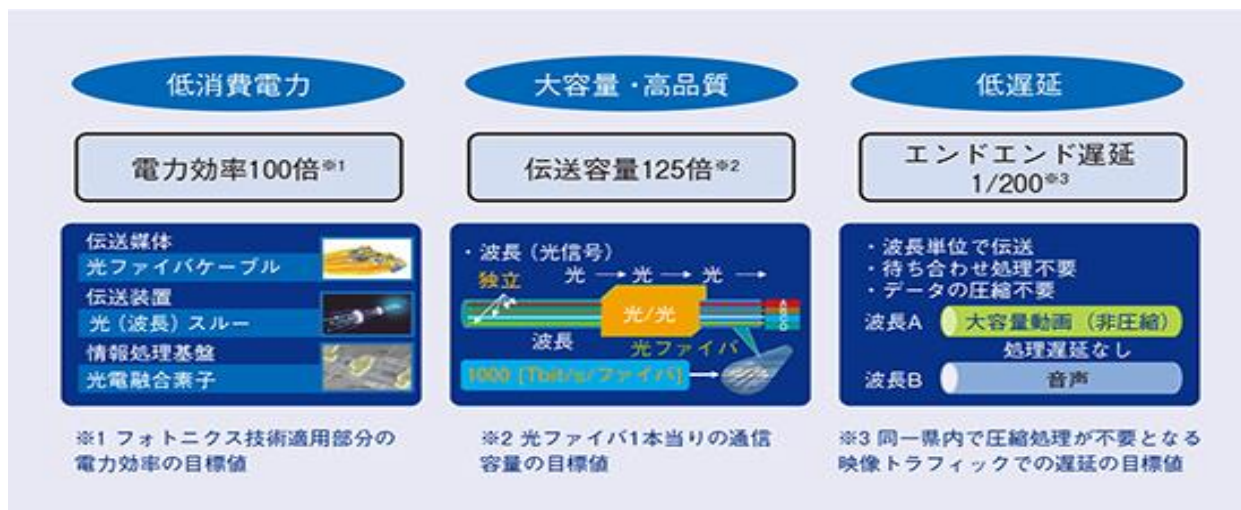 低消費電力
電力効率100倍※1
伝送媒体
光ファイバケーブル
伝送装置
光(波長)スルー
情報処理基盤
光電融合素子
※1 フォトニクス技術適用部分の
電力効率の目標値
大容量・高品質
伝送容量125倍※2
・波長(光信号)
独立
光
光
光
光/光
波長
光ファイバ
1000 [Tbit/s/ファイバ]
※2 光ファイバ1本当りの通信
容量の目標値
低遅延
エンドエンド遅延
1/200※3
・波長単位で伝送
・待ち合わせ処理不要
・データの圧縮不要
波長A
大容量動画(非圧縮)
処理遅延なし
波長B
音声
※3 同一県内で圧縮処理が不要となる
映像トラフィックでの遅延の目標値